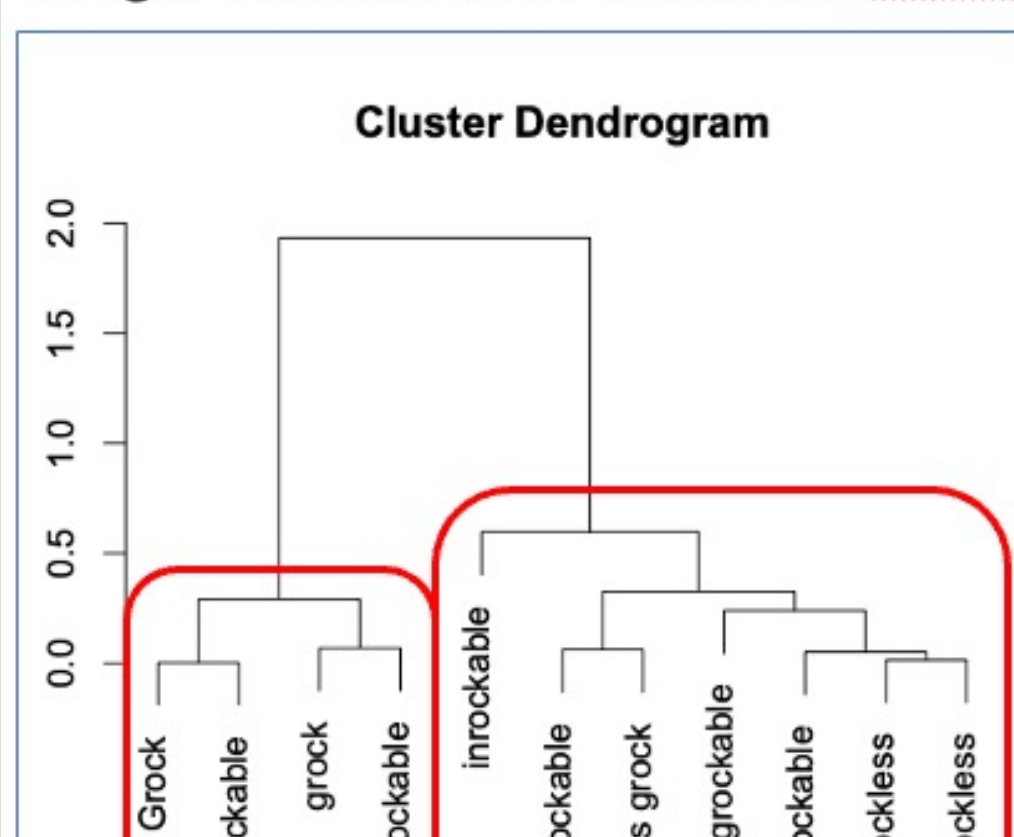 Cluster Dendrogram
2.0
1.5
1.0
0.5
0.0
Grock
ckable
grock
ockable
inrockable
ockable
s grock
grockable
ockable
ockless
ckless